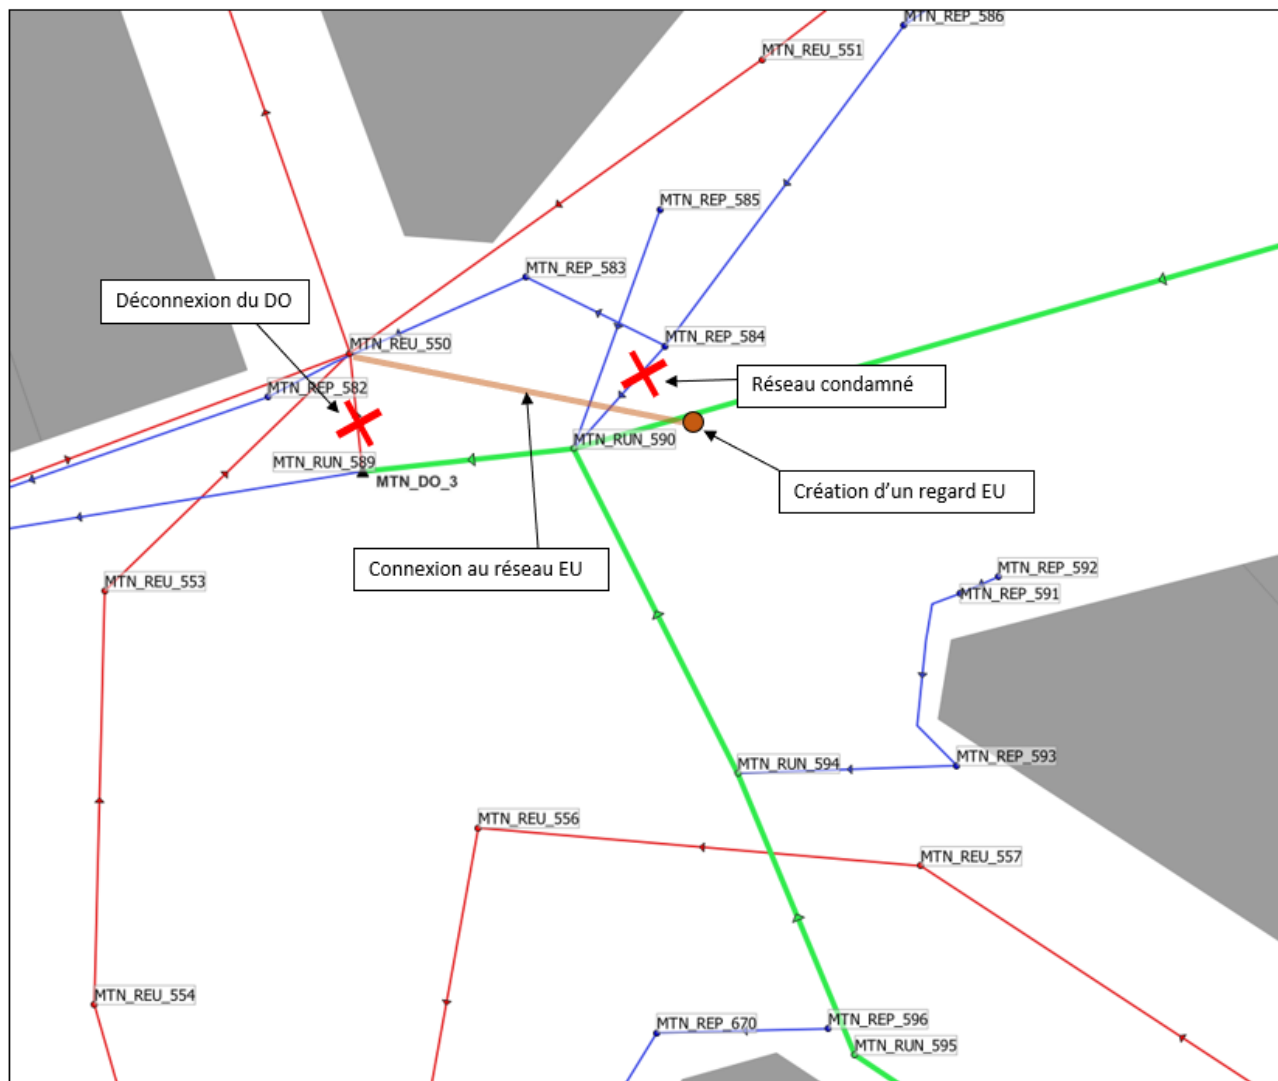 MTN_REP_586
MTN_REU_551
MTN_REP_585
MTN_REP_583
Déconnexion du DO
MTN_REP_584
MTN_REU_550
Réseau condamné
MTN_REP_582
MTN_RUN_590
MTN_RUN_589
MTN_DO_3
Création d’un regard EU
Connexion au réseau EU
MTN_REP_592
MTN_REU_553
MTN_REP_591
MTN_REP_593
MTN_RUN_594
MTN_REU_556
MTN_REU_557
MTN_REU_554
MTN_REP_670
MTN_REP_596
MTN_RUN_595